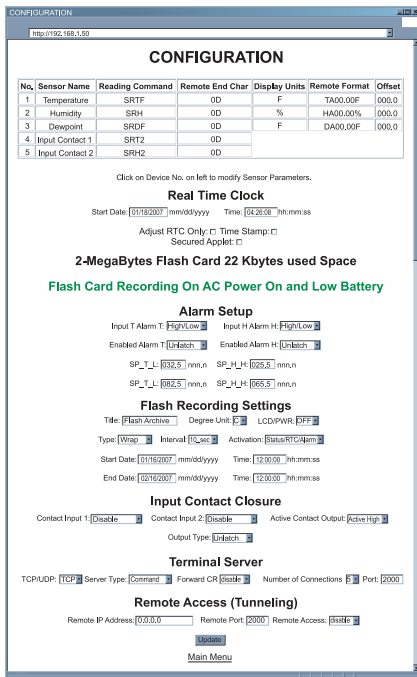 CONFIGURATION
http://192.168.1.50
CONFIGURATION
No. Sensor Name Reading Command Remote End Char Display Units Remote Format Offset
1 Temperature SRTF 0D F TA00.00F 000.0
2 Humidity SRH 0D % HA00.00% 000,0
3 Dewpoint SRDF 0D F DA00,00F 000,0
4 Input Contact 1 SRT2 0D
5 Input Contact 2 SRH2 0D
Click on Device No. on left to modify Sensor Parameters.
Real Time Clock
Start Date: 01/18/2007 mm/dd/yyyy Time: 04:26:08 hh:mm:ss
Adjust RTC Only: Time Stamp:
Secured Applet:
2-MegaBytes Flash Card 22 Kbytes used Space
Flash Card Recording On AC Power On and Low Battery
Alarm Setup
Input T Alarm T: High/Low Input H Alarm H: High/Low
Enabled Alarm T: Unlatch Enabled Alarm H: Unlatch
SP_T_L: 032,5 nnn,n SP_H_H: 025,5 nnn,n
SP_T_L: 082,5 nnn,n SP_H_H: 065,5 nnn,n
Flash Recording Settings
Title: Flash Archive Degree Unit: C LCD/PWR: OFF
Type: Wrap Interval: 10_sec Activation: Status/RTC/Alarm
Start Date: 01/16/2007 mm/dd/yyyy Time: 12:00:00 hh:mm:ss
End Date: 02/16/2007 mm/dd/yyyy Time: 12:00:00 hh:mm:ss
Input Contact Closure
Contact Input 1: Disable Contact Input 2: Disable Active Contact Output: Active High
Output Type: Unlatch
Terminal Server
TCP/UDP: TCP Server Type: Command Forward CR disable Number of Connections 5 Port: 2000
Remote Access (Tunneling)
Remote IP Address: 0.0.0.0 Remote Port: 2000 Remote Access: disable
Update
Main Menu